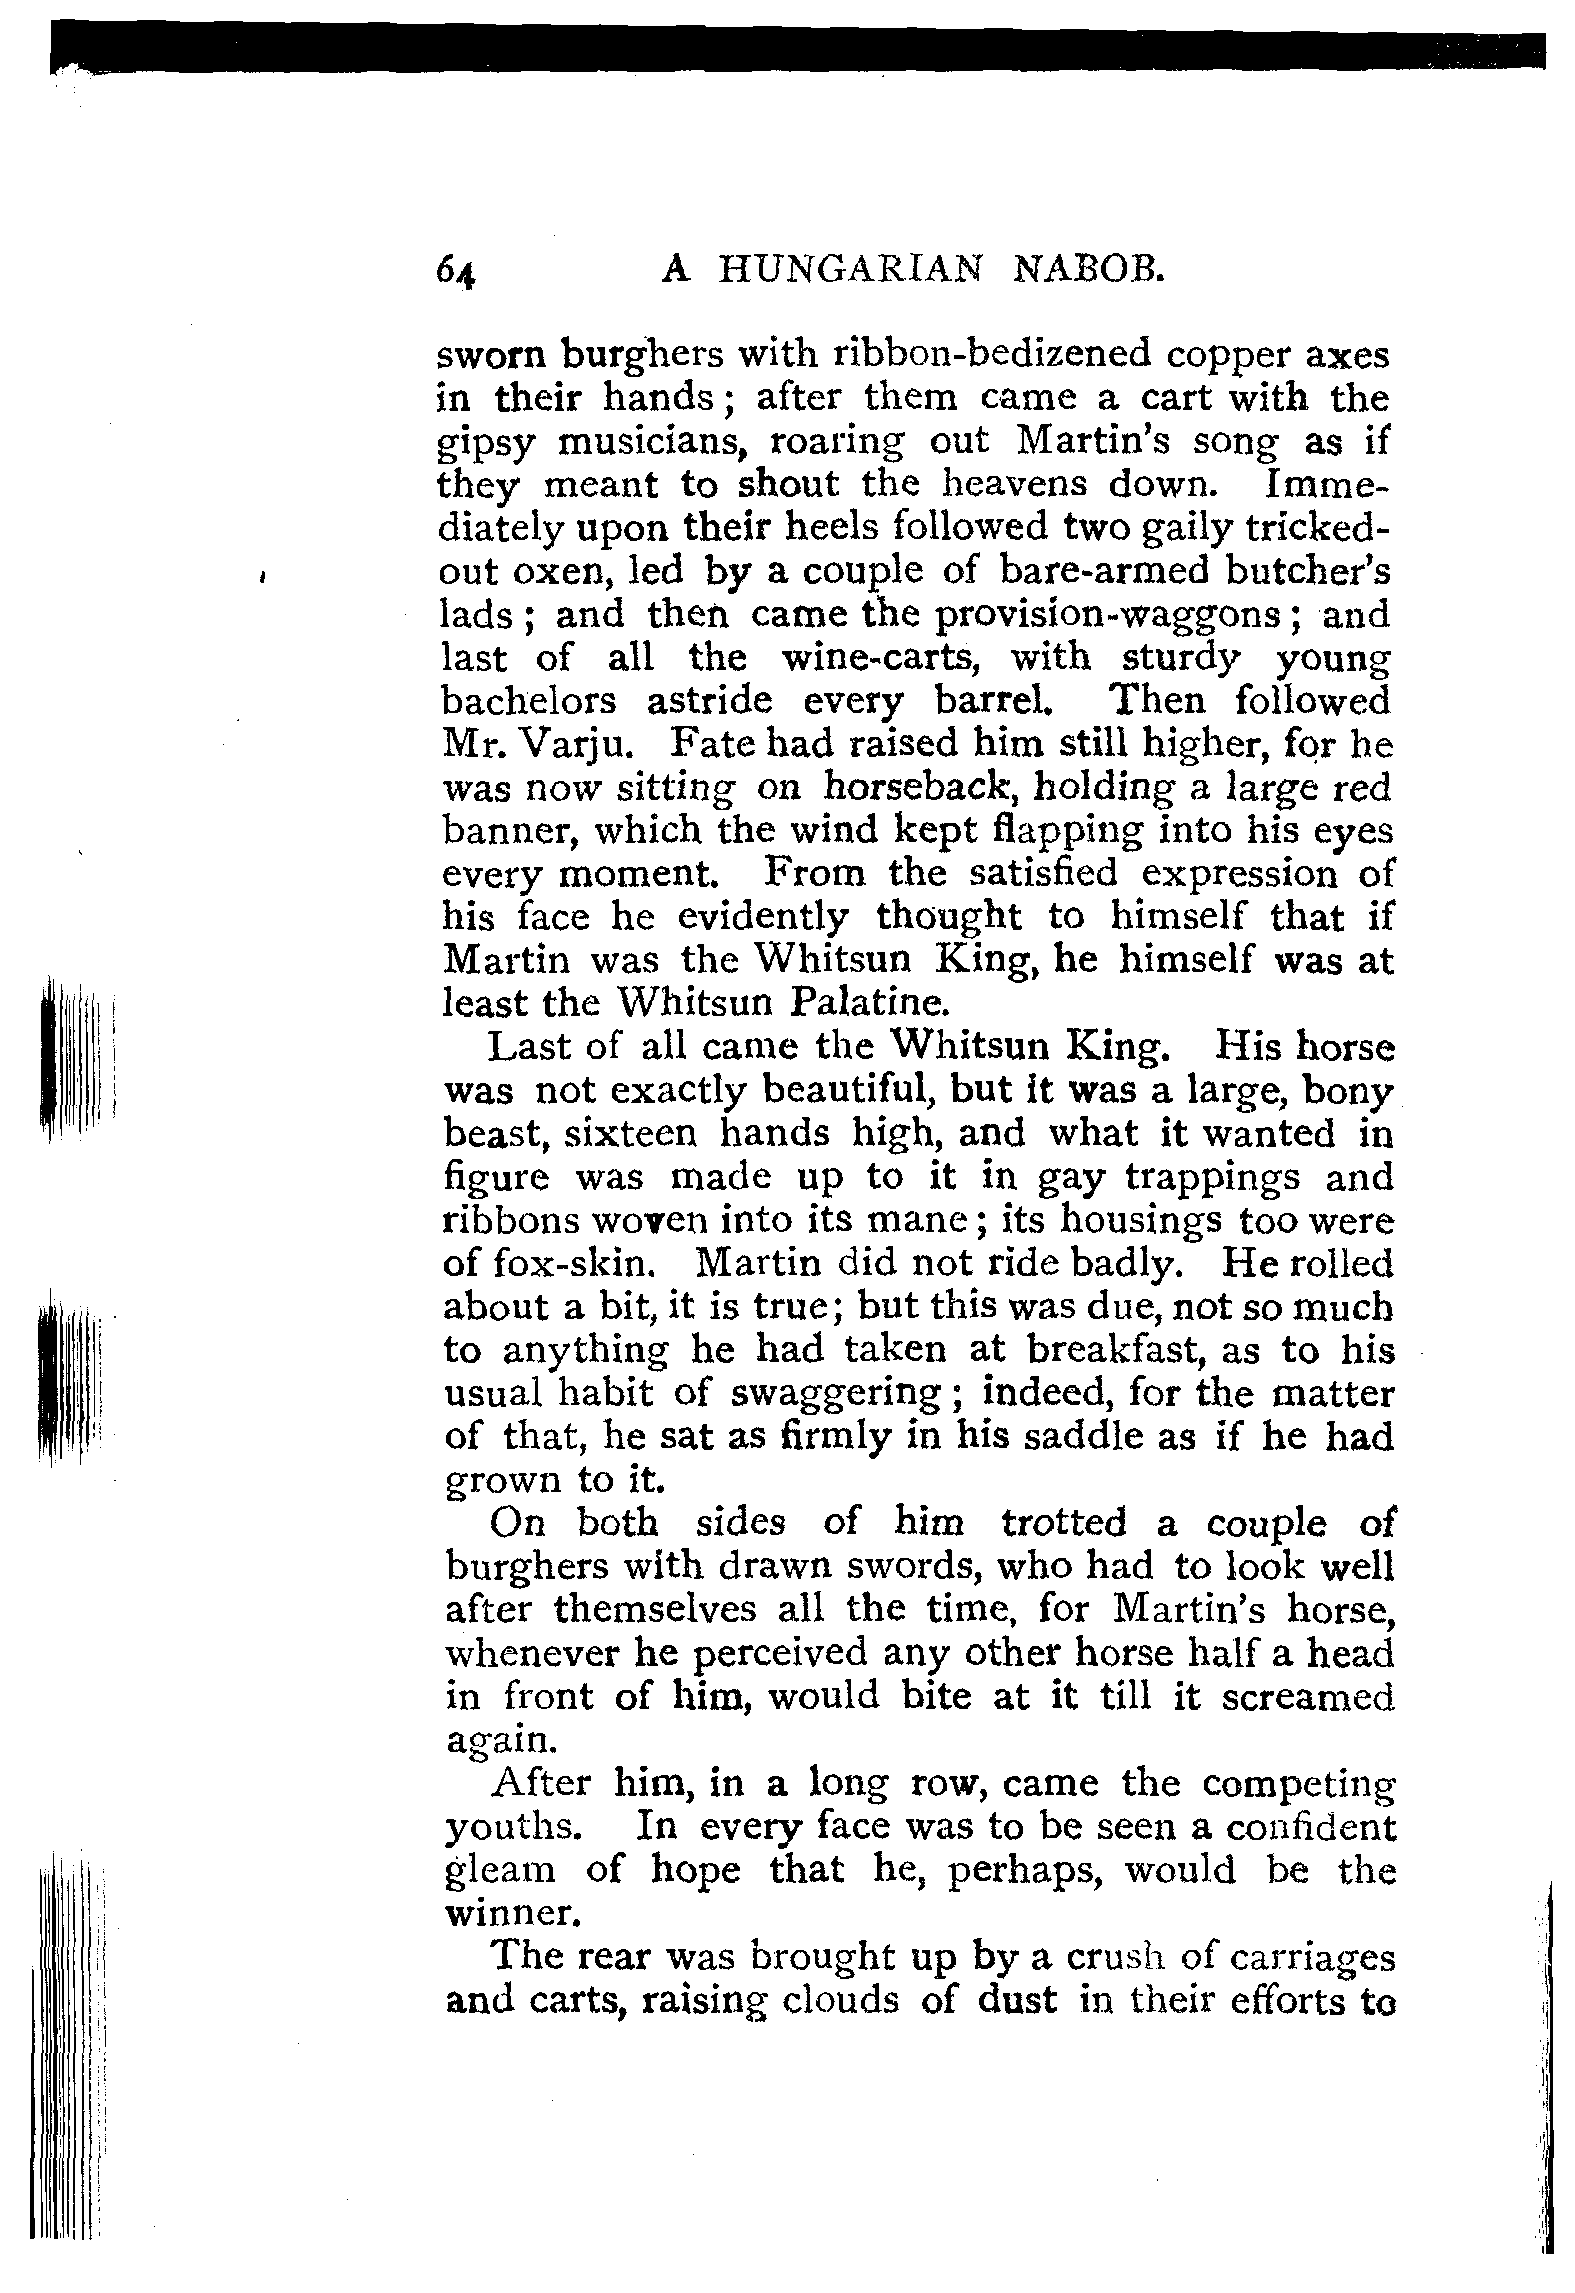 64 A HUNGARIAN NABOB.
sworn burghers with ribbon-bedizened copper axes
in their hands; after them came a cart with the
gipsy musicians, roaring out Martin's song as if
they meant to shout the heavens down. Imme-
diately upon their heels followed two gaily tricked-
out oxen, led by a couple of bare-armed butcher's
lads; and then came the provision-waggons; and
last of all the wine-carts, with sturdy young
bachelors astride every barrel. Then followed
Mr. Varju. Fate had raised him still higher, for he
was now sitting on horseback, holding a large red
banner, which the wind kept flapping into his eyes
every moment. From the satisfied expression of
his face he evidently thought to himself that if
Martin was the Whitsun King, he himself was at
least the Whitsun Palatine.
Last of all came the Whitsun King. His horse
was not exactly beautiful, but it was a large, bony
beast, sixteen hands high, and what it wanted in
figure was made up to it in gay trappings and
ribbons woven into its mane; its housings too were
of fox-skin. Martin did not ride badly. He rolled
about a bit, it is true; but this was due, not so much
to anything he had taken at breakfast, as to his
usual habit of swaggering; indeed, for the matter
of that, he sat as firmly in his saddle as if he had
grown to it.
On both sides of him trotted a couple of
burghers with drawn swords, who had to look well
after themselves all the time, for Martin's horse,
whenever he perceived any other horse half a head
in front of him, would bite at it till it screamed
again.
After him, in a long row, came the competing
youths. In every face was to be seen a confident
gleam of hope that he, perhaps, would be the
winner.
The rear was brought up by a crush of carriages
and carts, raising clouds of dust in their efforts to